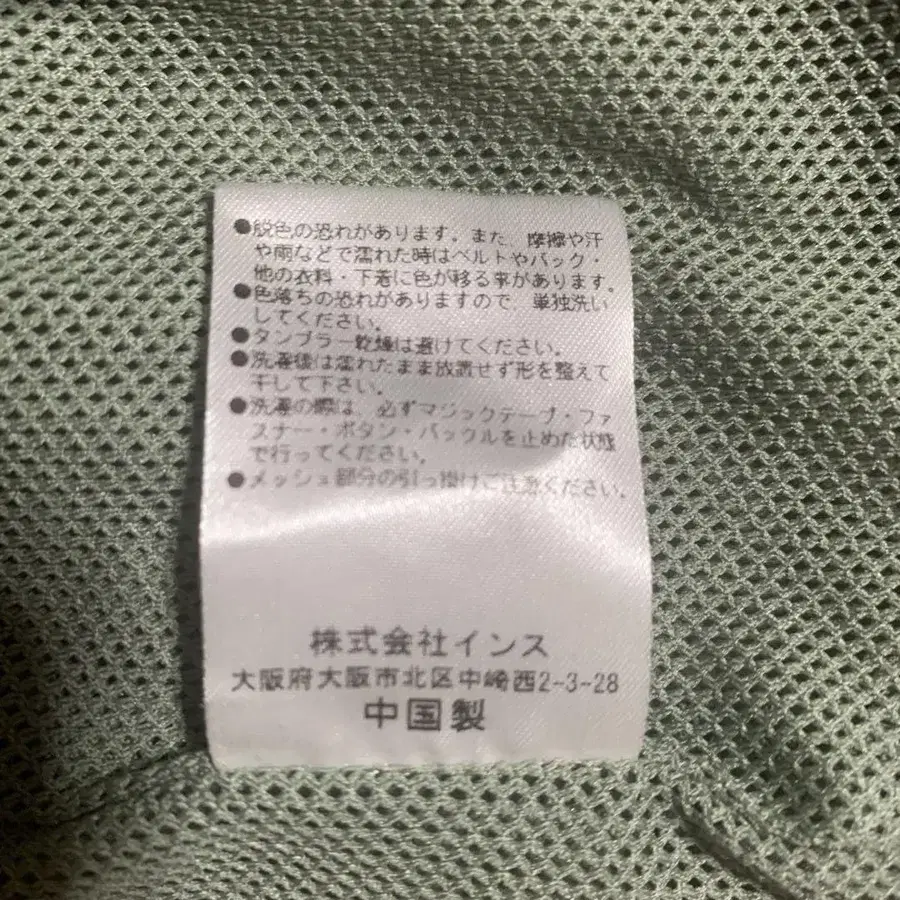 ●脱色の恐れがあります。また、摩擦や汗
や雨などで濡れた時はベルトやバック・
他の衣料・下着に色が移る事があります。
●色落ちの恐れがありますので、単独洗い
してください。
●タンブラー乾燥は避けてください。
●洗濯後は濡れたまま放置せず形を整えて
干して下さい。
●洗濯の際は、必ずマジックテープ・ファ
スナー・ボタン・バックルを止めた状態
で行ってください。
●メッシュ部分の引っ掛けご注意ください。
株式会社インス
大阪府大阪市北区中崎西2-3-28
中国製